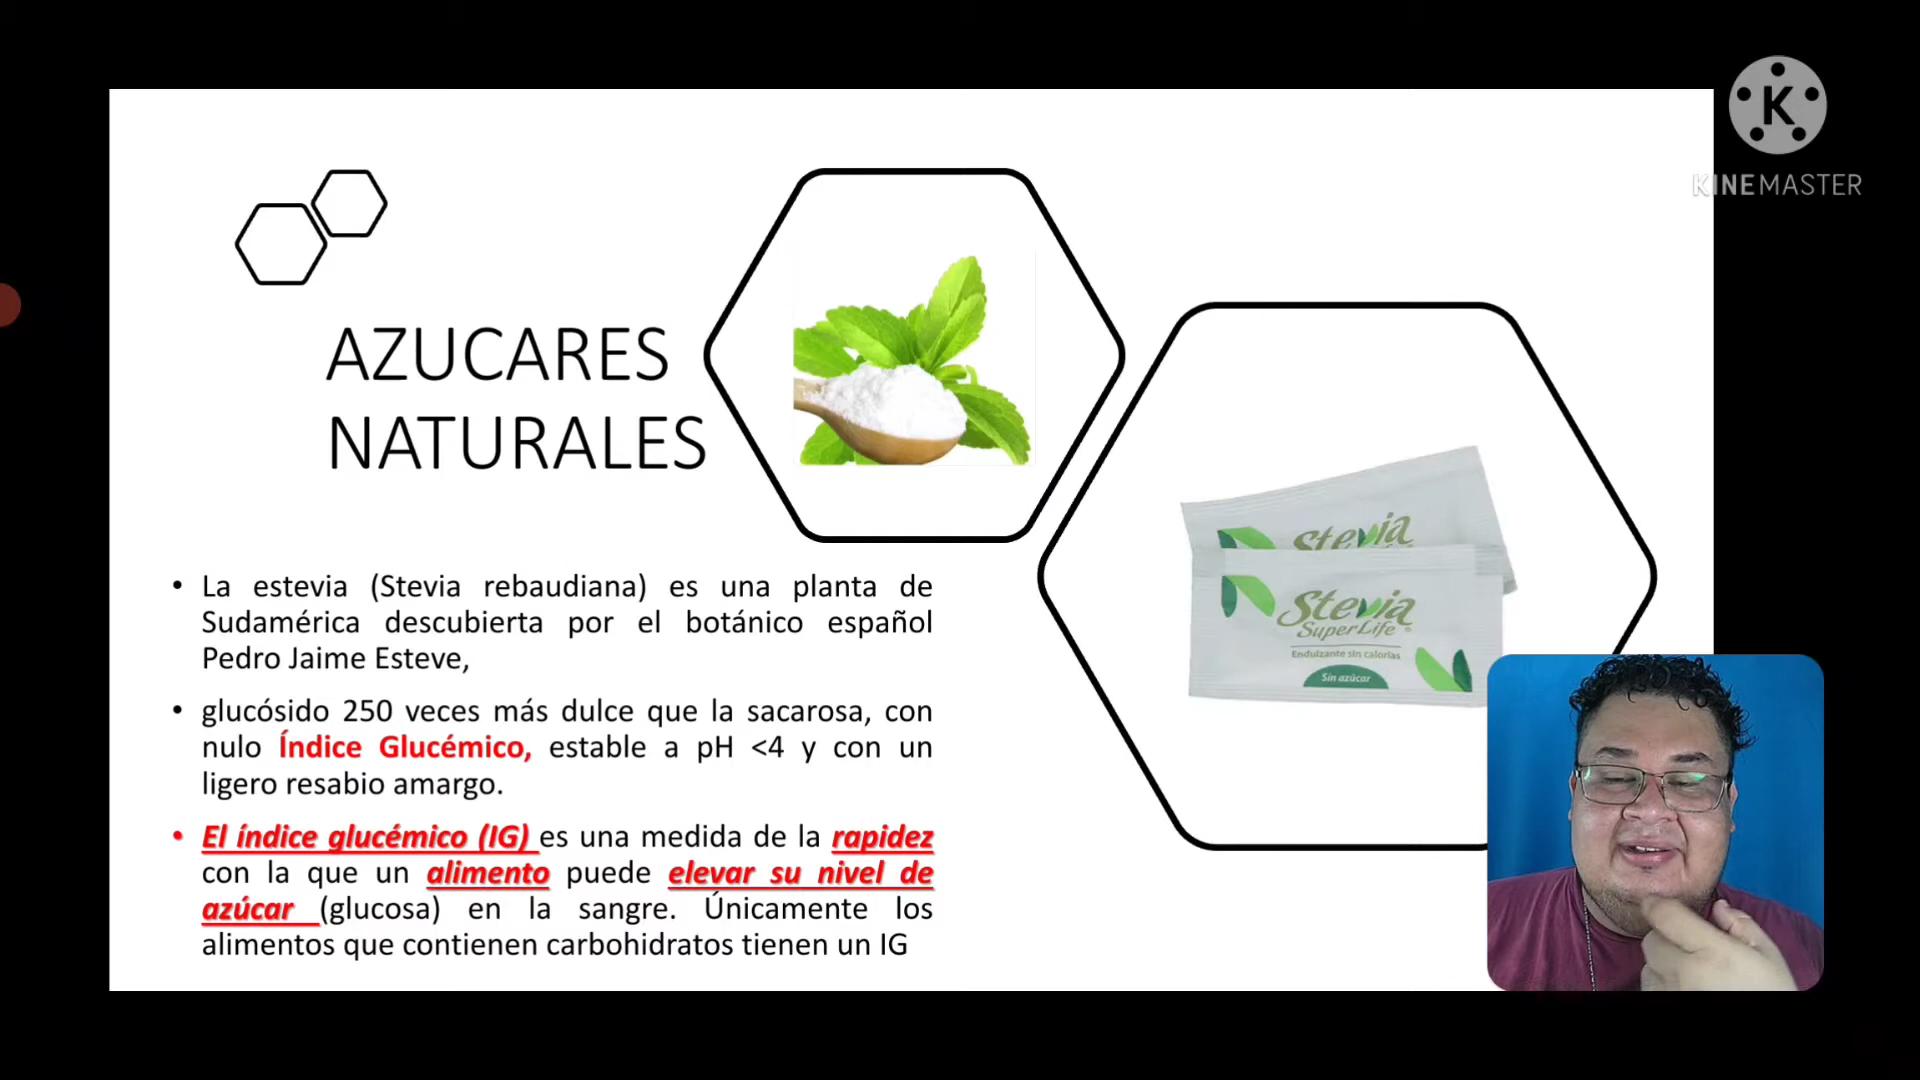 K
KINEMASTER
AZUCARES
NATURALES
Stevia
Stevia
SuperLife
Endulzante sin calorías
Sin azúcar
• La estevia (Stevia rebaudiana) es una planta de
Sudamérica descubierta por el botánico español
Pedro Jaime Esteve,
• glucósido 250 veces más dulce que la sacarosa, con
nulo Índice Glucémico, estable a pH <4 y con un
ligero resabio amargo.
• El índice glucémico (IG) es una medida de la rapidez
con la que un alimento puede elevar su nivel de
azúcar (glucosa) en la sangre. Únicamente los
alimentos que contienen carbohidratos tienen un IG